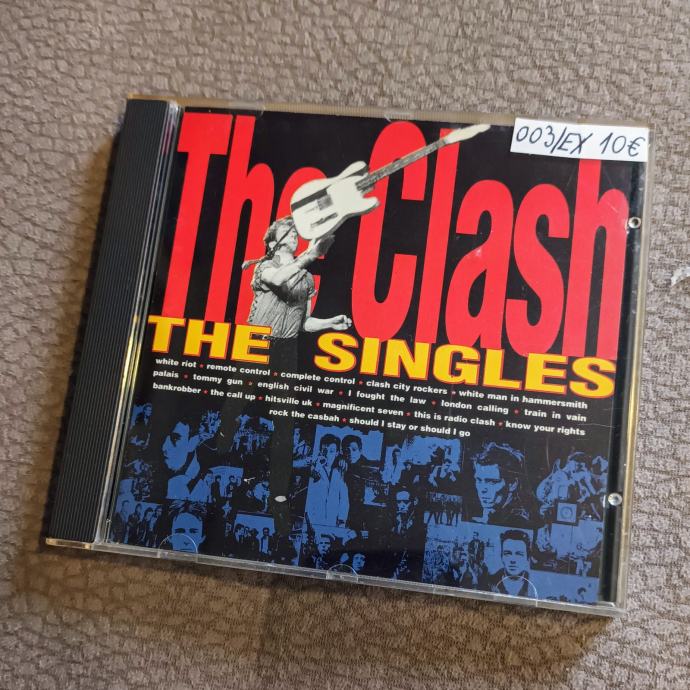 003/EX 10€
The Clash
THE SINGLES
white riot ★ remote control ★ complete control ★ clash city rockers ★ white man in hammersmith
palais ★ tommy gun ★ english civil war ★ I fought the law ★ london calling ★ train in vain
bankrobber ★ the call up ★ hitsville uk ★ magnificent seven ★ this is radio clash ★ know your rights
rock the casbah ★ should I stay or should I go